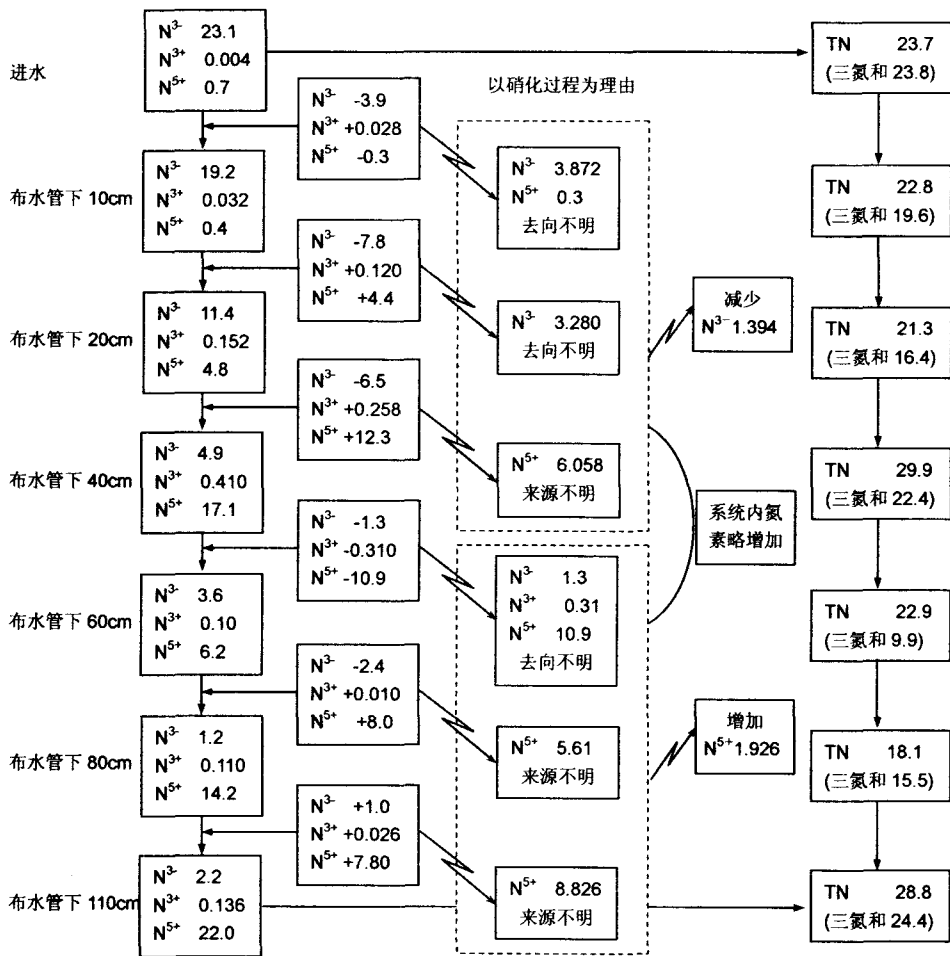 进水
N³⁻ 23.1
N³⁺ 0.004
N⁵⁺ 0.7
TN 23.7
(三氮和 23.8)
以硝化过程为理由
N³⁻ -3.9
N³⁺ +0.028
N⁵⁺ -0.3
N³⁻ 3.872
N⁵⁺ 0.3
去向不明
布水管下 10cm
N³⁻ 19.2
N³⁺ 0.032
N⁵⁺ 0.4
TN 22.8
(三氮和 19.6)
N³⁻ -7.8
N³⁺ +0.120
N⁵⁺ +4.4
N³⁻ 3.280
去向不明
减少
N³⁻ 1.394
布水管下 20cm
N³⁻ 11.4
N³⁺ 0.152
N⁵⁺ 4.8
TN 21.3
(三氮和 16.4)
N³⁻ -6.5
N³⁺ +0.258
N⁵⁺ +12.3
N⁵⁺ 6.058
来源不明
布水管下 40cm
N³⁻ 4.9
N³⁺ 0.410
N⁵⁺ 17.1
TN 29.9
(三氮和 22.4)
系统内氮
素略增加
N³⁻ -1.3
N³⁺ -0.310
N⁵⁺ -10.9
N³⁻ 1.3
N³⁺ 0.31
N⁵⁺ 10.9
去向不明
布水管下 60cm
N³⁻ 3.6
N³⁺ 0.10
N⁵⁺ 6.2
TN 22.9
(三氮和 9.9)
N³⁻ -2.4
N³⁺ +0.010
N⁵⁺ +8.0
N⁵⁺ 5.61
来源不明
增加
N⁵⁺ 1.926
布水管下 80cm
N³⁻ 1.2
N³⁺ 0.110
N⁵⁺ 14.2
TN 18.1
(三氮和 15.5)
N³⁻ +1.0
N³⁺ +0.026
N⁵⁺ +7.80
N⁵⁺ 8.826
来源不明
布水管下 110cm
N³⁻ 2.2
N³⁺ 0.136
N⁵⁺ 22.0
TN 28.8
(三氮和 24.4)